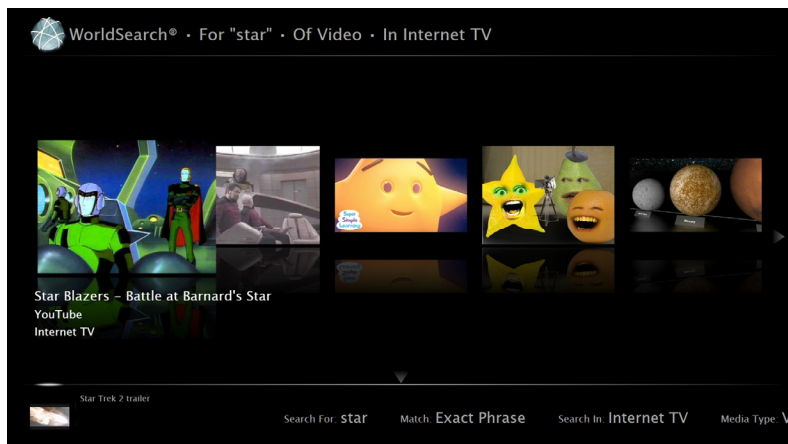 WorldSearch® · For "star" · Of Video · In Internet TV
Super
Simple
Learning
Star Blazers – Battle at Barnard's Star
YouTube
Internet TV
Star Trek 2 trailer
Search For: star Match: Exact Phrase Search In: Internet TV Media Type: V